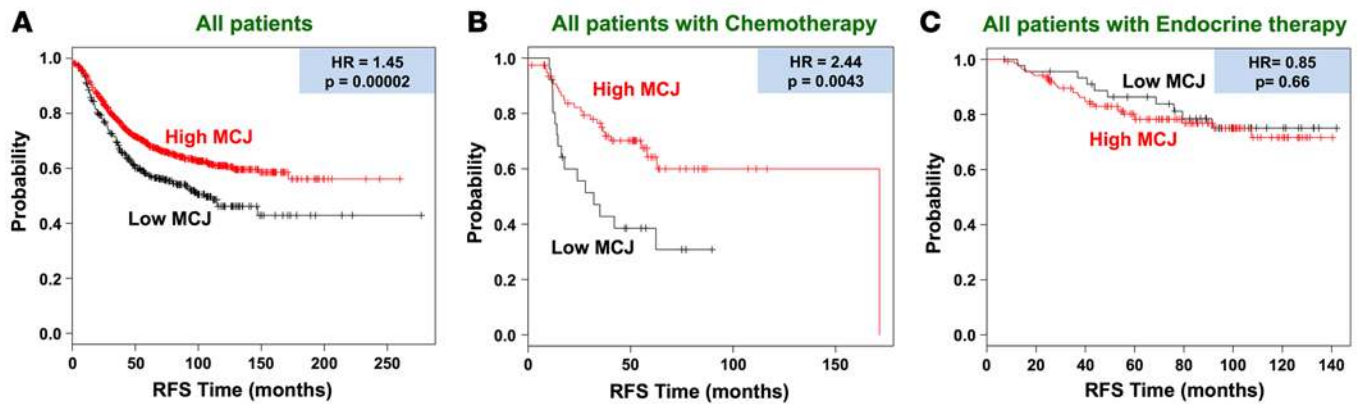 A
All patients
HR = 1.45
p = 0.00002
High MCJ
Low MCJ
Probability
1.0
0.8
0.6
0.4
0.2
0.0
0 50 100 150 200 250
RFS Time (months)
B
All patients with Chemotherapy
HR = 2.44
p = 0.0043
High MCJ
Low MCJ
Probability
1.0
0.8
0.6
0.4
0.2
0.0
0 50 100 150
RFS Time (months)
C
All patients with Endocrine therapy
HR= 0.85
p= 0.66
Low MCJ
High MCJ
Probability
1.0
0.8
0.6
0.4
0.2
0.0
0 20 40 60 80 100 120 140
RFS Time (months)